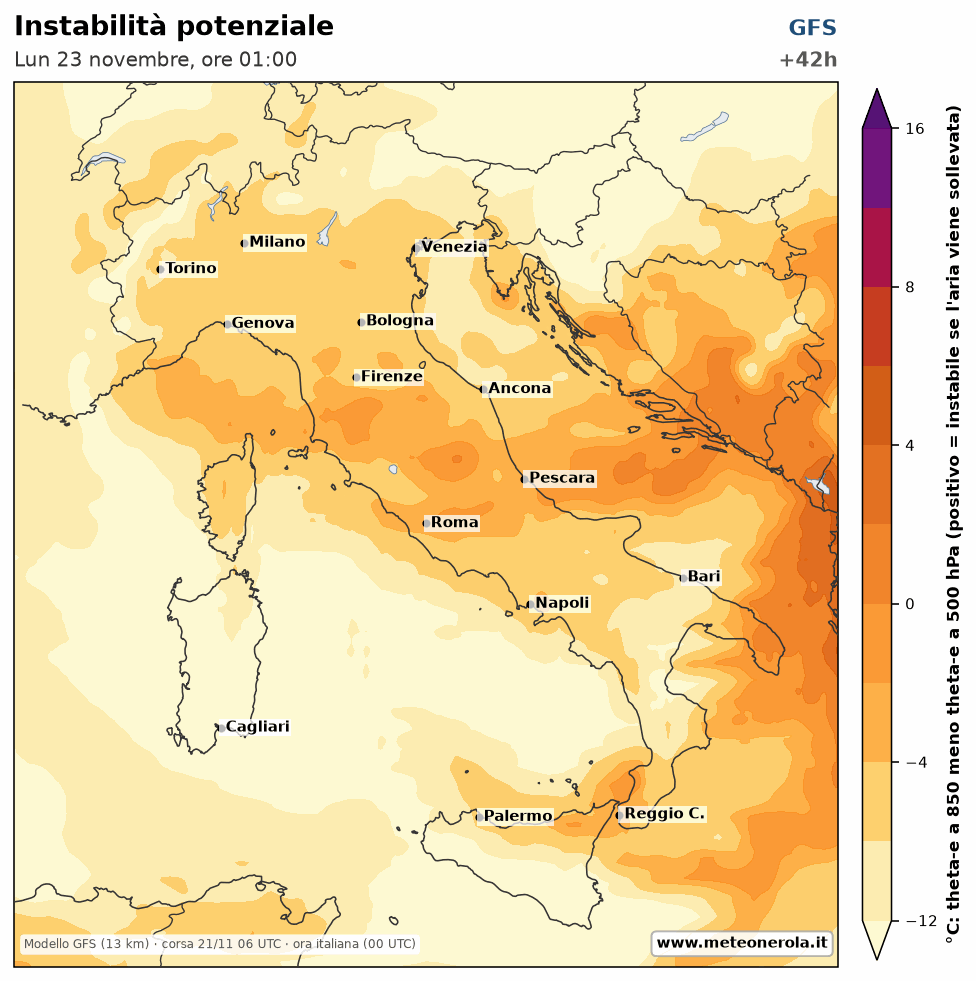 Instabilità potenziale
GFS
Lun 23 novembre, ore 01:00
+42h
Milano
Venezia
Torino
Genova
Bologna
Firenze
Ancona
Pescara
Roma
Bari
Napoli
Cagliari
Palermo
Reggio C.
Modello GFS (13 km) · corsa 21/11 06 UTC · ora italiana (00 UTC)
www.meteonerola.it
16
8
4
0
−4
−12
°C: theta-e a 850 meno theta-e a 500 hPa (positivo = instabile se l'aria viene sollevata)